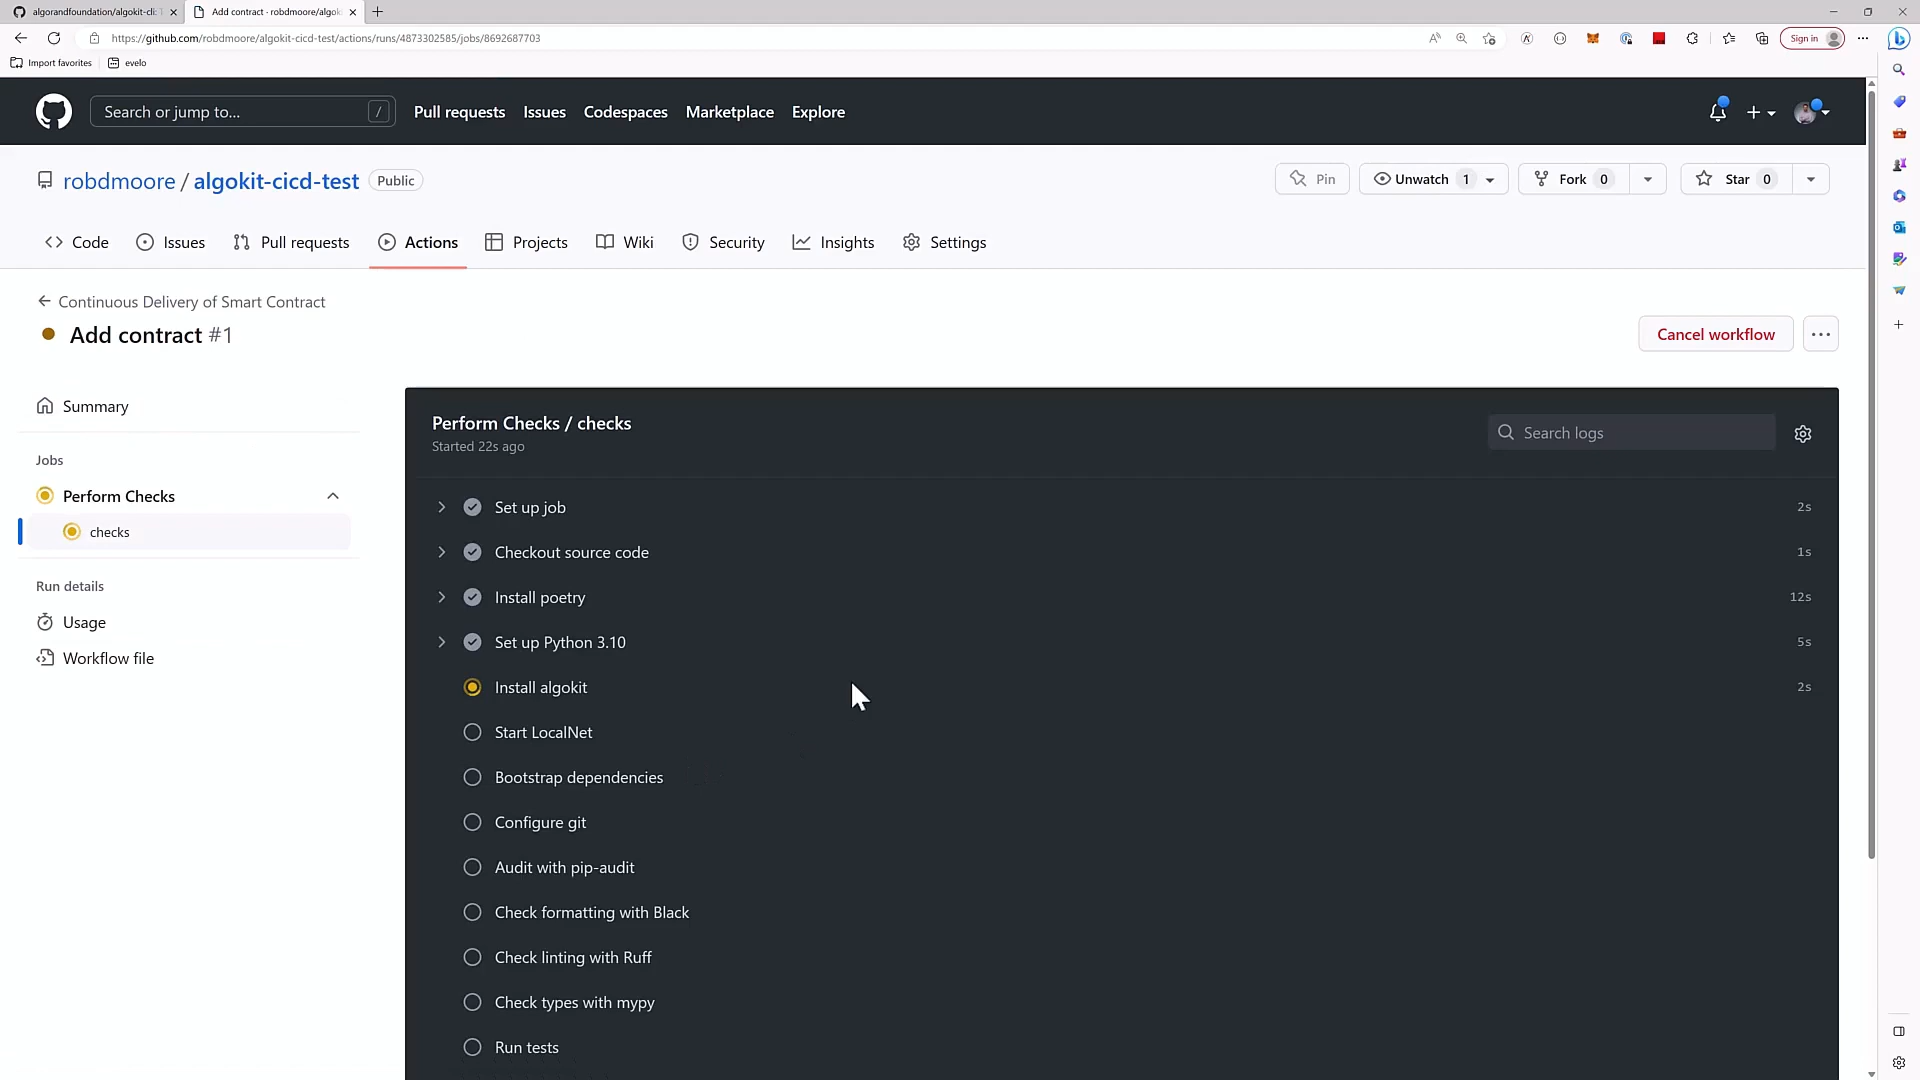 algorandfoundation/algokit-cli: T
Add contract · robdmoore/algok
https://github.com/robdmoore/algokit-cicd-test/actions/runs/4873302585/jobs/8692687703
Sign in
Import favorites
evelo
Search or jump to...
/
Pull requests
Issues
Codespaces
Marketplace
Explore
robdmoore / algokit-cicd-test
Public
Pin
Unwatch 1
Fork 0
Star 0
Code
Issues
Pull requests
Actions
Projects
Wiki
Security
Insights
Settings
Continuous Delivery of Smart Contract
Add contract #1
Cancel workflow
Summary
Jobs
Perform Checks
checks
Run details
Usage
Workflow file
Perform Checks / checks
Started 22s ago
Search logs
Set up job 2s
Checkout source code 1s
Install poetry 12s
Set up Python 3.10 5s
Install algokit 2s
Start LocalNet
Bootstrap dependencies
Configure git
Audit with pip-audit
Check formatting with Black
Check linting with Ruff
Check types with mypy
Run tests